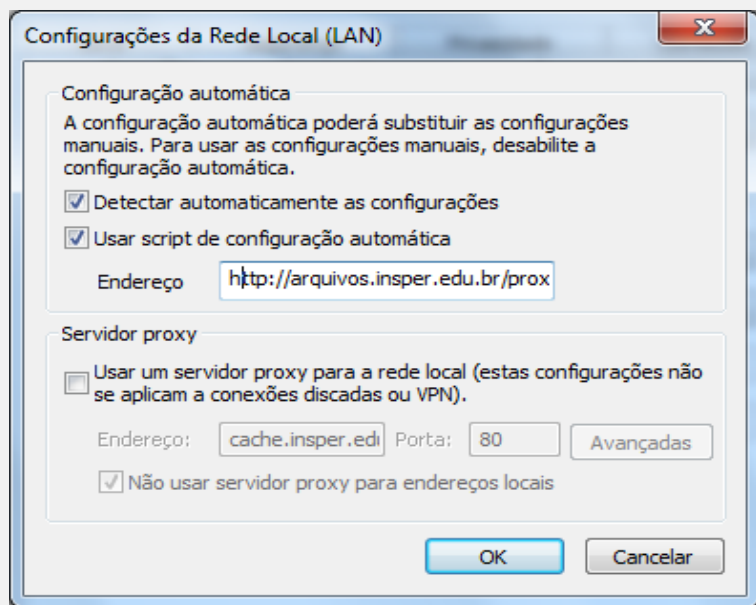 Configurações da Rede Local (LAN)
Configuração automática
A configuração automática poderá substituir as configurações
manuais. Para usar as configurações manuais, desabilite a
configuração automática.
Detectar automaticamente as configurações
Usar script de configuração automática
Endereço http://arquivos.insper.edu.br/prox
Servidor proxy
Usar um servidor proxy para a rede local (estas configurações não
se aplicam a conexões discadas ou VPN).
Endereço: cache.insper.edu Porta: 80 Avançadas
Não usar servidor proxy para endereços locais
OK Cancelar